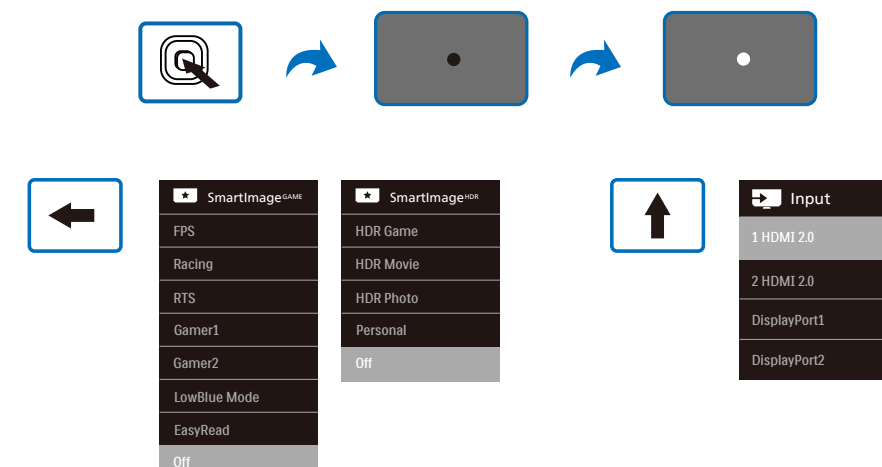 SmartImageGAME
FPS
Racing
RTS
Gamer1
Gamer2
LowBlue Mode
EasyRead
Off
SmartImageHDR
HDR Game
HDR Movie
HDR Photo
Personal
Off
Input
1 HDMI 2.0
2 HDMI 2.0
DisplayPort1
DisplayPort2